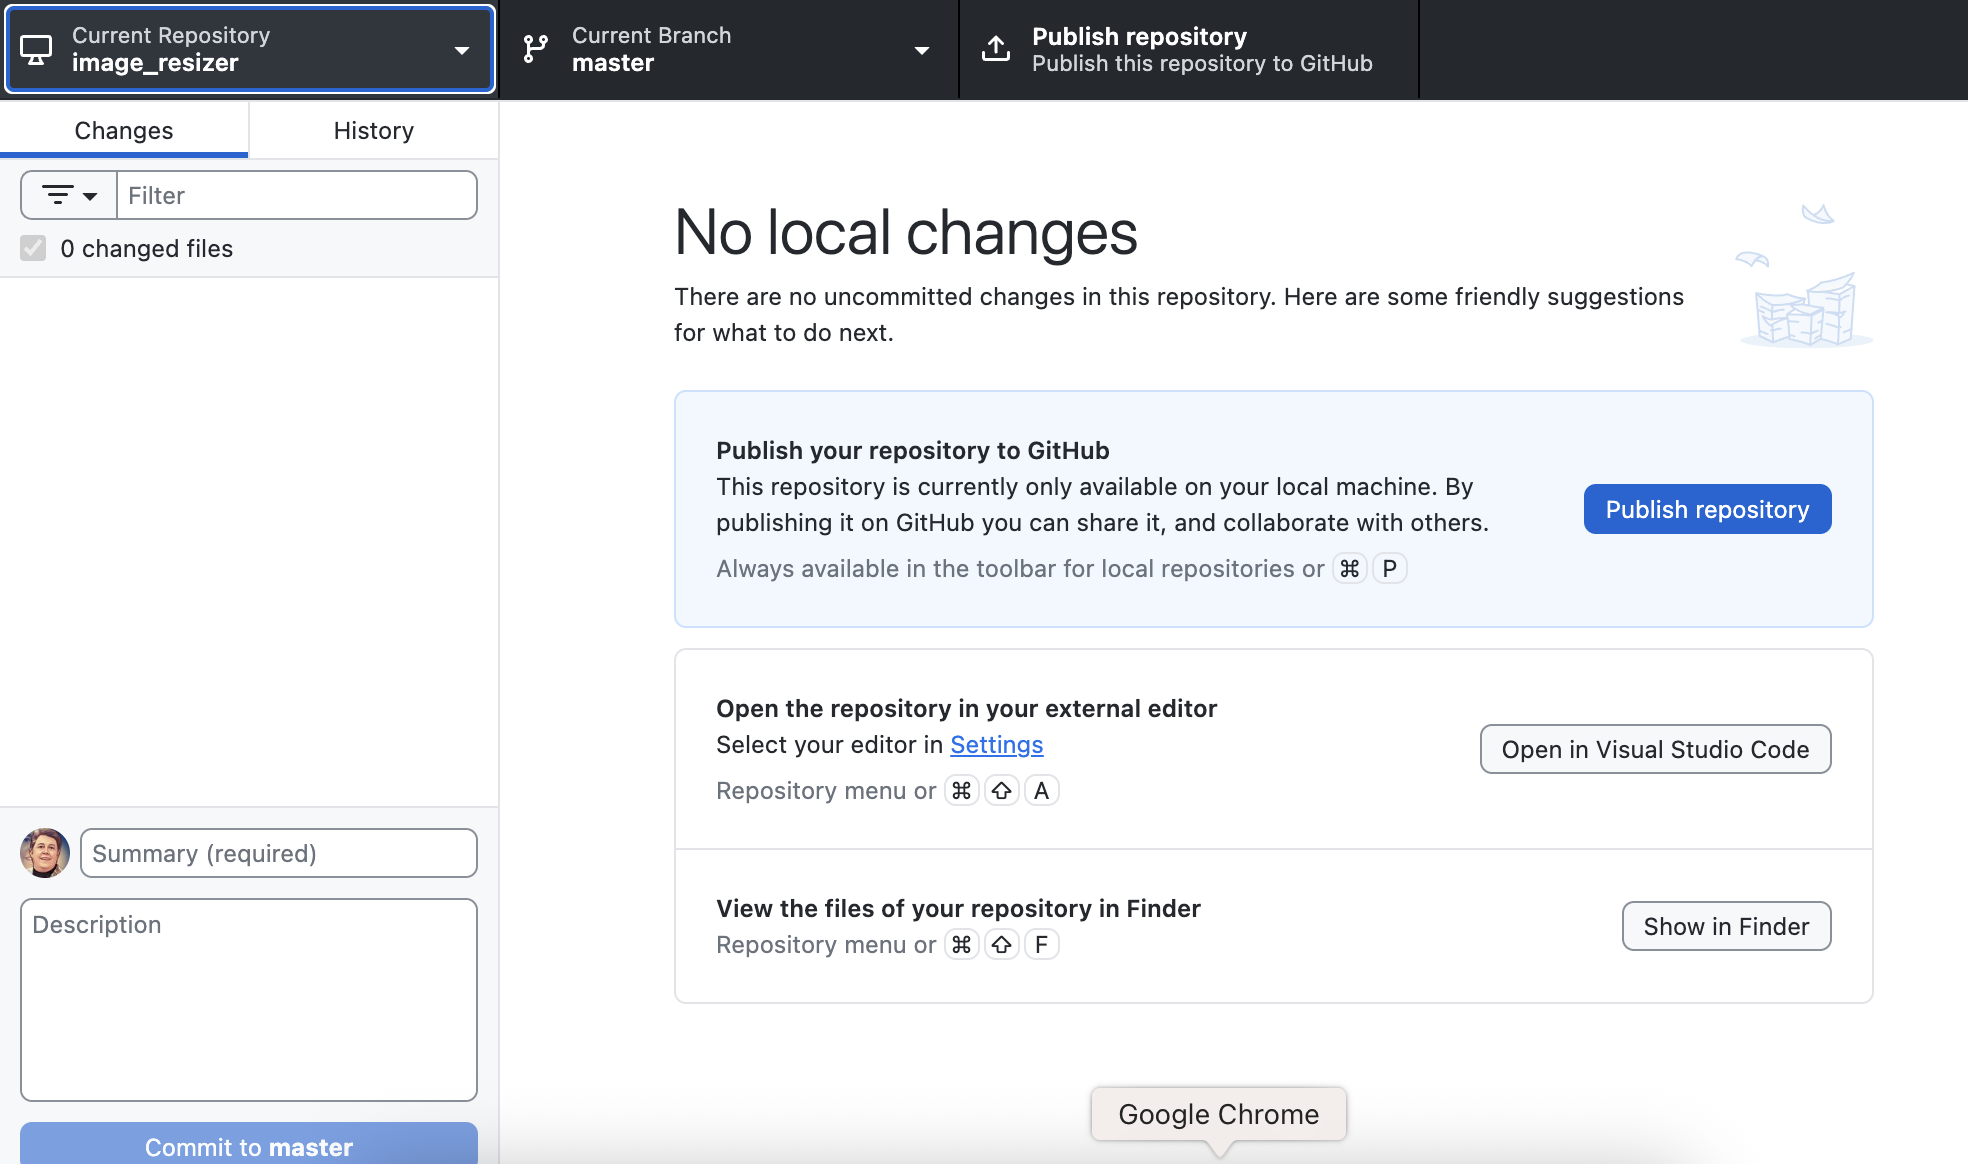 Current Repository
image_resizer
Current Branch
master
Publish repository
Publish this repository to GitHub
Changes
History
Filter
0 changed files
No local changes
There are no uncommitted changes in this repository. Here are some friendly suggestions
for what to do next.
Publish your repository to GitHub
This repository is currently only available on your local machine. By
publishing it on GitHub you can share it, and collaborate with others.
Always available in the toolbar for local repositories or ⌘ P
Publish repository
Open the repository in your external editor
Select your editor in Settings
Repository menu or ⌘ ⇧ A
Open in Visual Studio Code
View the files of your repository in Finder
Repository menu or ⌘ ⇧ F
Show in Finder
Summary (required)
Description
Commit to master
Google Chrome